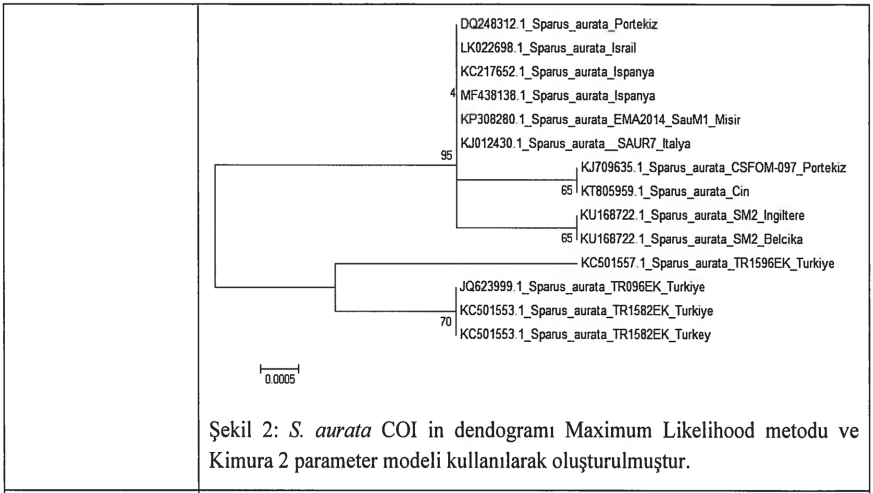 DQ248312.1_Sparus_aurata_Portekiz
LK022698.1_Sparus_aurata_Israil
KC217652.1_Sparus_aurata_Ispanya
4
MF438138.1_Sparus_aurata_Ispanya
KP308280.1_Sparus_aurata_EMA2014_SauM1_Misir
KJ012430.1_Sparus_aurata__SAUR7_Italya
95
KJ709635.1_Sparus_aurata_CSFOM-097_Portekiz
65
KT805959.1_Sparus_aurata_Cin
KU168722.1_Sparus_aurata_SM2_Ingiltere
65
KU168722.1_Sparus_aurata_SM2_Belcika
KC501557.1_Sparus_aurata_TR1596EK_Turkiye
JQ623999.1_Sparus_aurata_TR096EK_Turkiye
KC501553.1_Sparus_aurata_TR1582EK_Turkiye
70
KC501553.1_Sparus_aurata_TR1582EK_Turkey
0.0005
Şekil 2: S. aurata COI in dendogramı Maximum Likelihood metodu ve
Kimura 2 parameter modeli kullanılarak oluşturulmuştur.